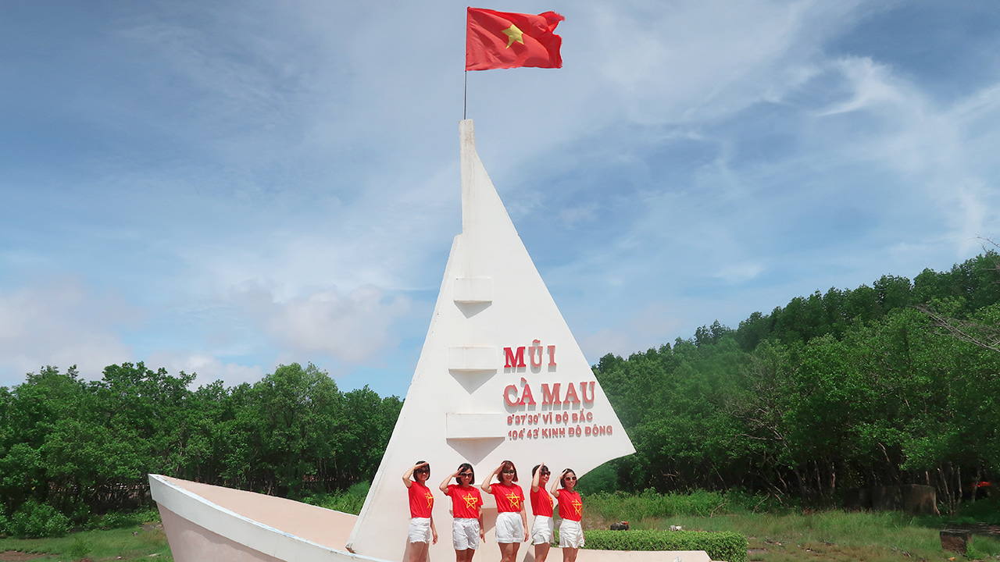 MŨI
CÀ MAU
8°37'30" VĨ ĐỘ BẮC
104°43' KINH ĐỘ ĐÔNG